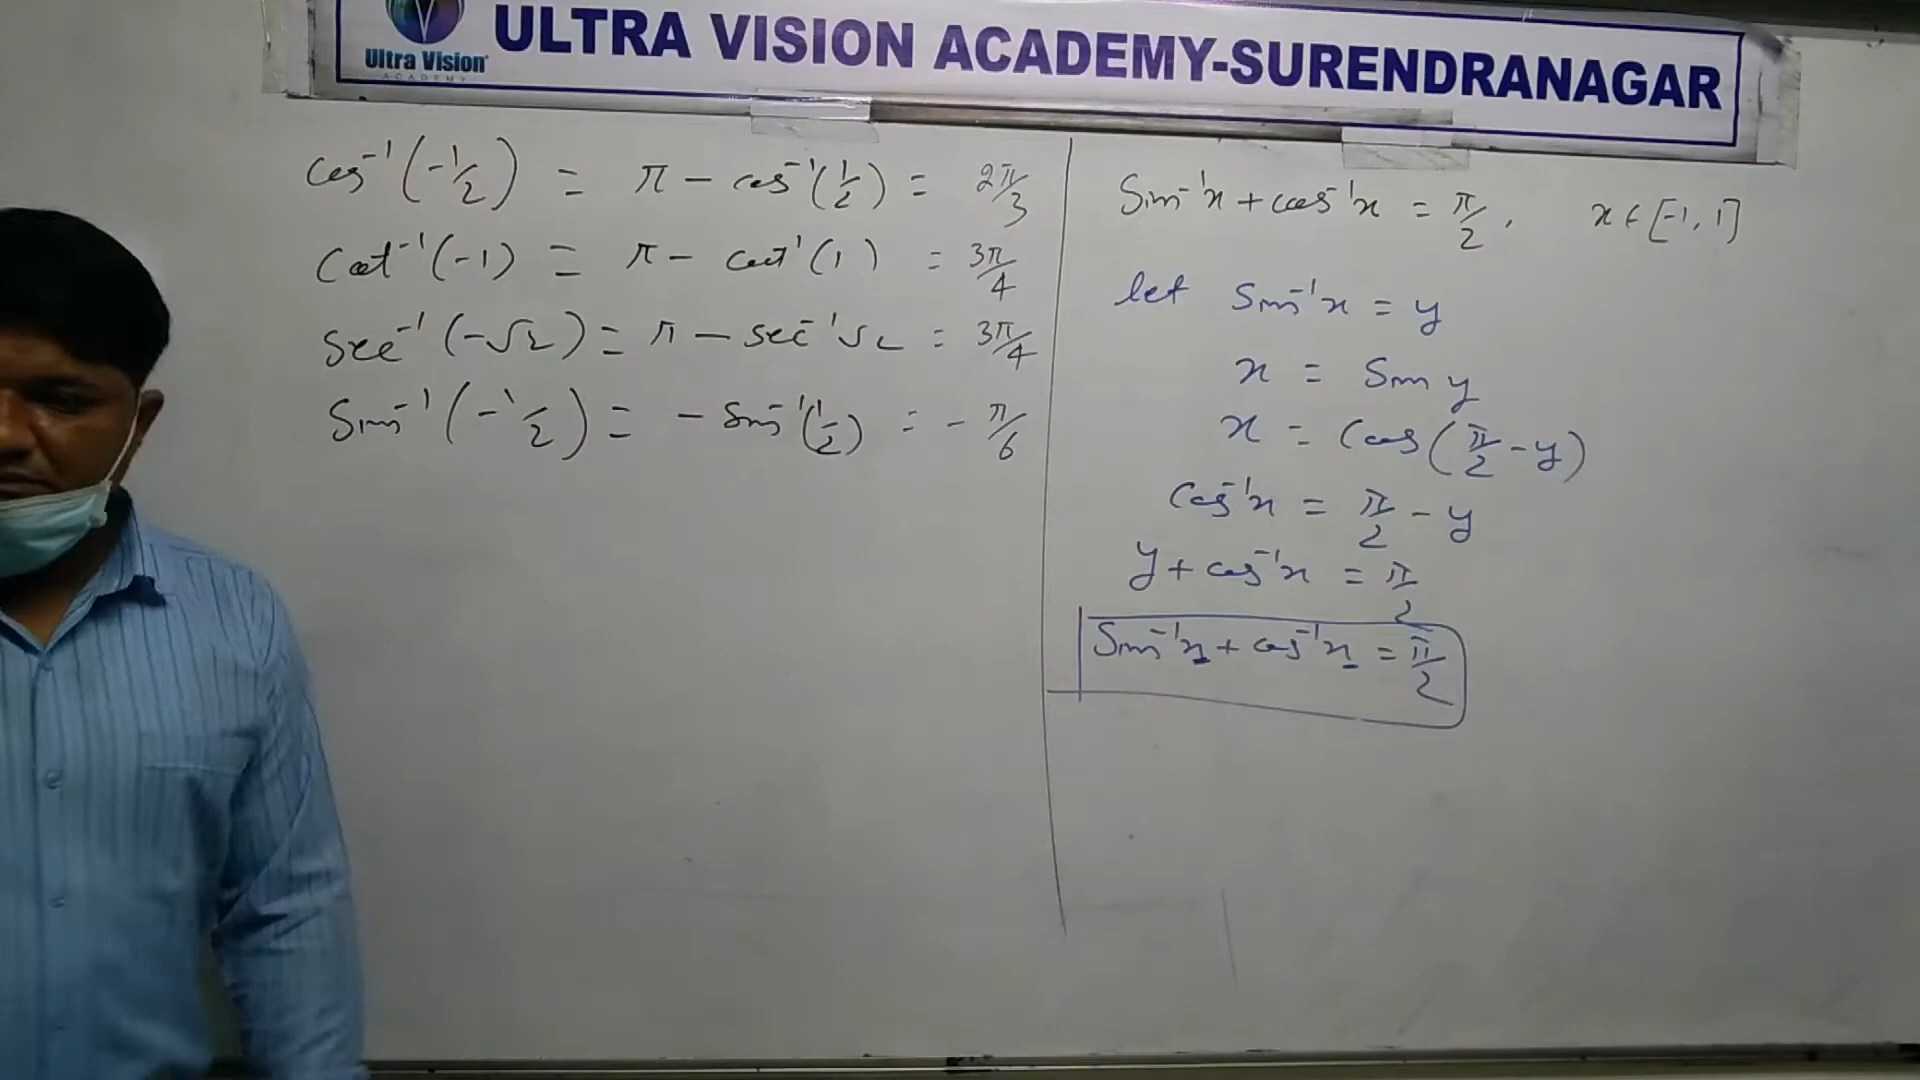 Ultra Vision
ACADEMY
ULTRA VISION ACADEMY-SURENDRANAGAR
cos⁻¹(-1/2) = π - cos⁻¹(1/2) = 2π/3
cot⁻¹(-1) = π - cot⁻¹(1) = 3π/4
sec⁻¹(-√2) = π - sec⁻¹√2 = 3π/4
Sin⁻¹(-1/2) = - Sin⁻¹(1/2) = - π/6
Sin⁻¹x + cos⁻¹x = π/2, x ∈ [-1, 1]
let Sin⁻¹x = y
x = Sin y
x = Cos(π/2 - y)
Cos⁻¹x = π/2 - y
y + cos⁻¹x = π/2
Sin⁻¹x + cos⁻¹x = π/2